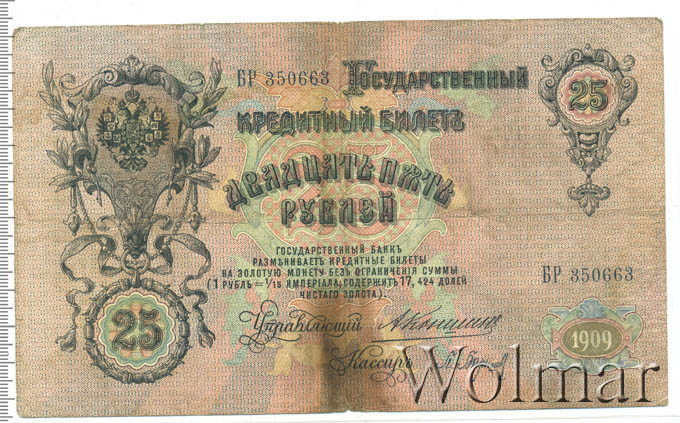 БР 350663 Государственный
25
Кредитный Билетъ
Двадцать пять
рублей
Государственный банкъ
размѣниваетъ кредитные билеты
на золотую монету безъ ограниченія суммы
(1 рубль = 1/15 имперіала, содержитъ 17,424 долей
чистаго золота).
БР 350663
25
Управляющій
Кассиръ
1909
Wolmar